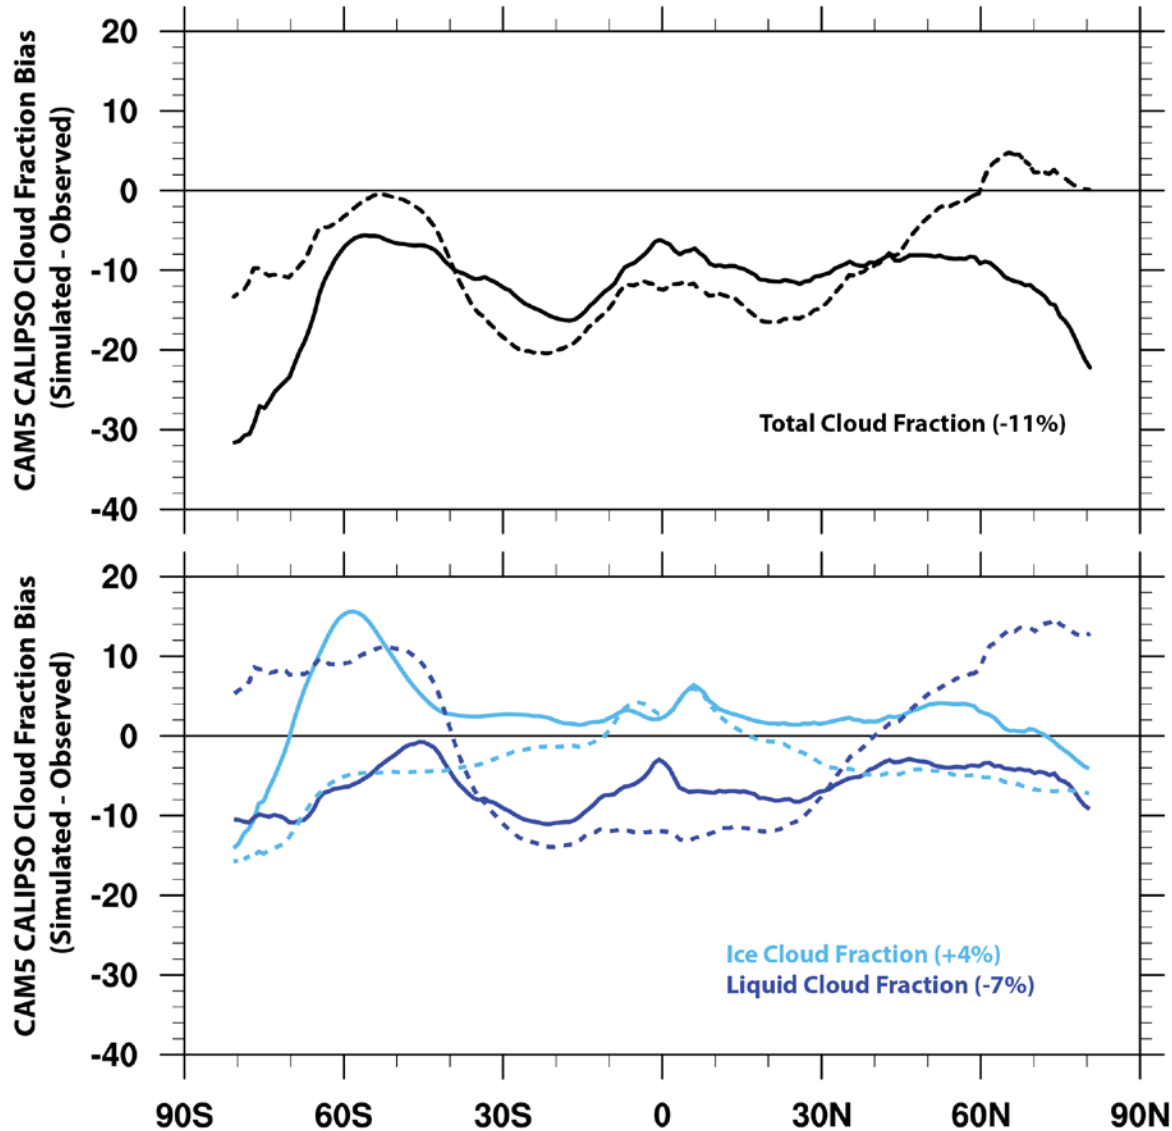 CAM5 CALIPSO Cloud Fraction Bias
(Simulated - Observed)
20
10
0
-10
-20
-30
-40
Total Cloud Fraction (-11%)
CAM5 CALIPSO Cloud Fraction Bias
(Simulated - Observed)
20
10
0
-10
-20
-30
-40
Ice Cloud Fraction (+4%)
Liquid Cloud Fraction (-7%)
90S 60S 30S 0 30N 60N 90N